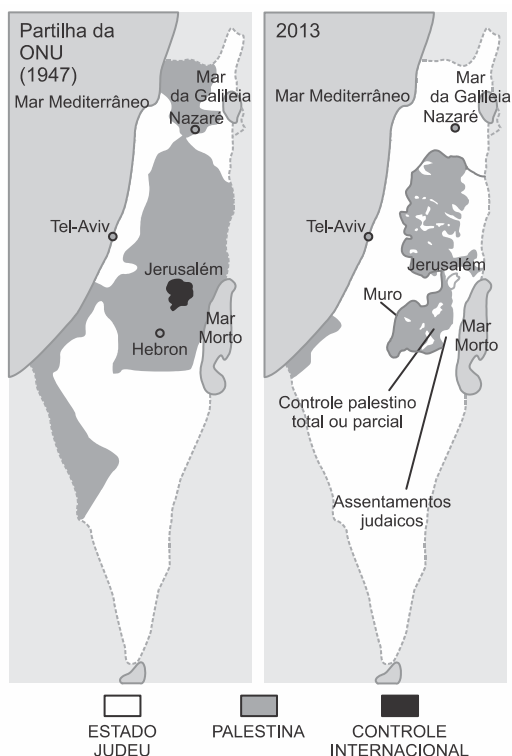 Partilha da
ONU
(1947)
Mar Mediterrâneo
Mar
da Galileia
Nazaré
Tel-Aviv
Jerusalém
Hebron
Mar
Morto
2013
Mar Mediterrâneo
Mar
da Galileia
Nazaré
Tel-Aviv
Jerusalém
Muro
Mar
Morto
Controle palestino
total ou parcial
Assentamentos
judaicos
ESTADO
JUDEU
PALESTINA
CONTROLE
INTERNACIONAL